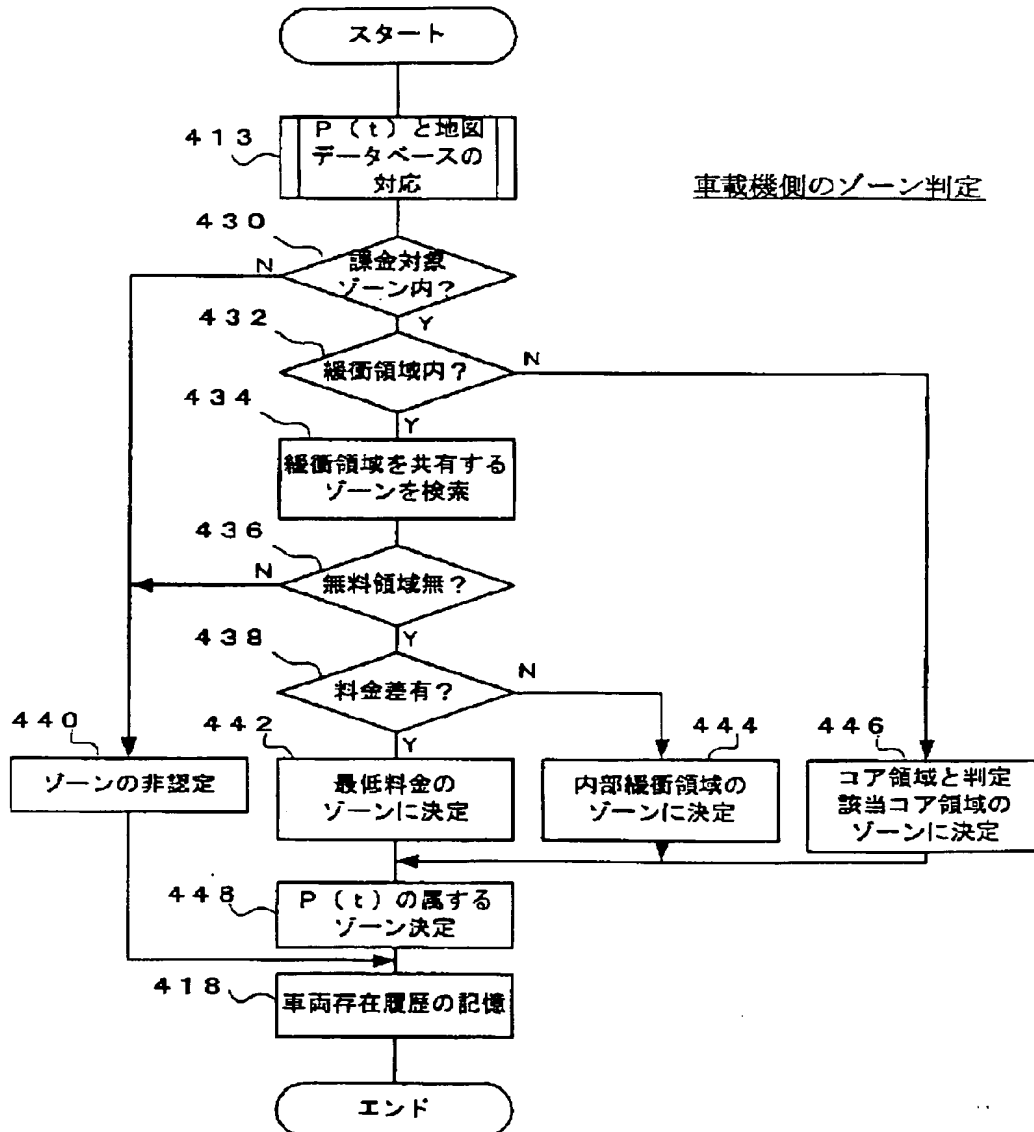 スタート
413
P(t)と地図
データベースの
対応
車載機側のゾーン判定
430
課金対象
ゾーン内?
N
Y
432
緩衝領域内?
N
Y
434
緩衝領域を共有する
ゾーンを検索
436
無料領域無?
N
Y
438
料金差有?
N
Y
440
ゾーンの非認定
442
最低料金の
ゾーンに決定
444
内部緩衝領域の
ゾーンに決定
446
コア領域と判定
該当コア領域の
ゾーンに決定
448
P(t)の属する
ゾーン決定
418
車両存在履歴の記憶
エンド